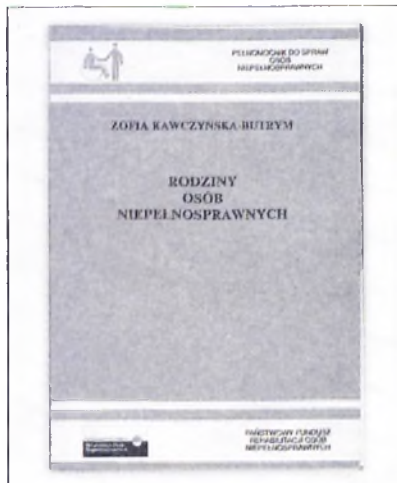 PEŁNOMOCNIK DO SPRAW
OSÓB
NIEPEŁNOSPRAWNYCH
ZOFIA KAWCZYŃSKA-BUTRYM
RODZINY
OSÓB
NIEPEŁNOSPRAWNYCH
PAŃSTWOWY FUNDUSZ
REHABILITACJI OSÓB
NIEPEŁNOSPRAWNYCH